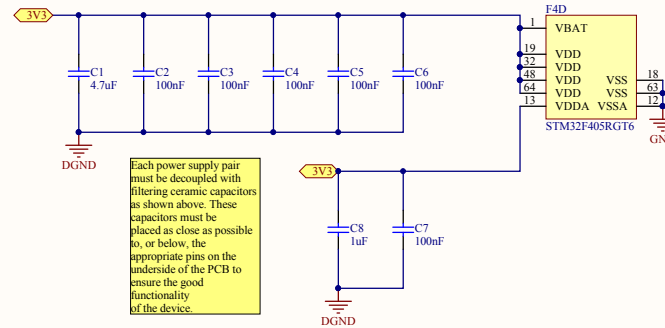 3V3
C1
4.7uF
C2
100nF
C3
100nF
C4
100nF
C5
100nF
C6
100nF
DGND
F4D
1 VBAT
19 VDD
32 VDD
48 VDD VSS 18
64 VDD VSS 63
13 VDDA VSSA 12
STM32F405RGT6
GN
Each power supply pair
must be decoupled with
filtering ceramic capacitors
as shown above. These
capacitors must be
placed as close as possible
to, or below, the
appropriate pins on the
underside of the PCB to
ensure the good
functionality
of the device.
3V3
C8
1uF
C7
100nF
DGND